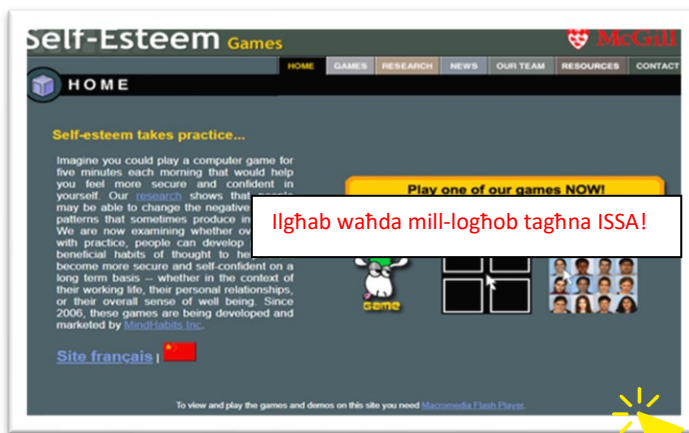 Self-Esteem Games
McGill
HOME GAMES RESEARCH NEWS OUR TEAM RESOURCES CONTACT
HOME
Self-esteem takes practice...
Imagine you could play a computer game for
five minutes each morning that would help
you feel more secure and confident in
yourself. Our research shows that
may be able to change the negative
patterns that sometimes produce in
We are now examining whether
with practice, people can develop
beneficial habits of thought to
become more secure and self-confident on a
long term basis – whether in the context of
their working life, their personal relationships,
or their overall sense of well being. Since
2006, these games are being developed and
marketed by MindHabits Inc.
Site français |
Play one of our games NOW!
Ilgħab waħda mill-logħob tagħna ISSA!
Game
To view and play the games and demos on this site you need Macromedia Flash Player.